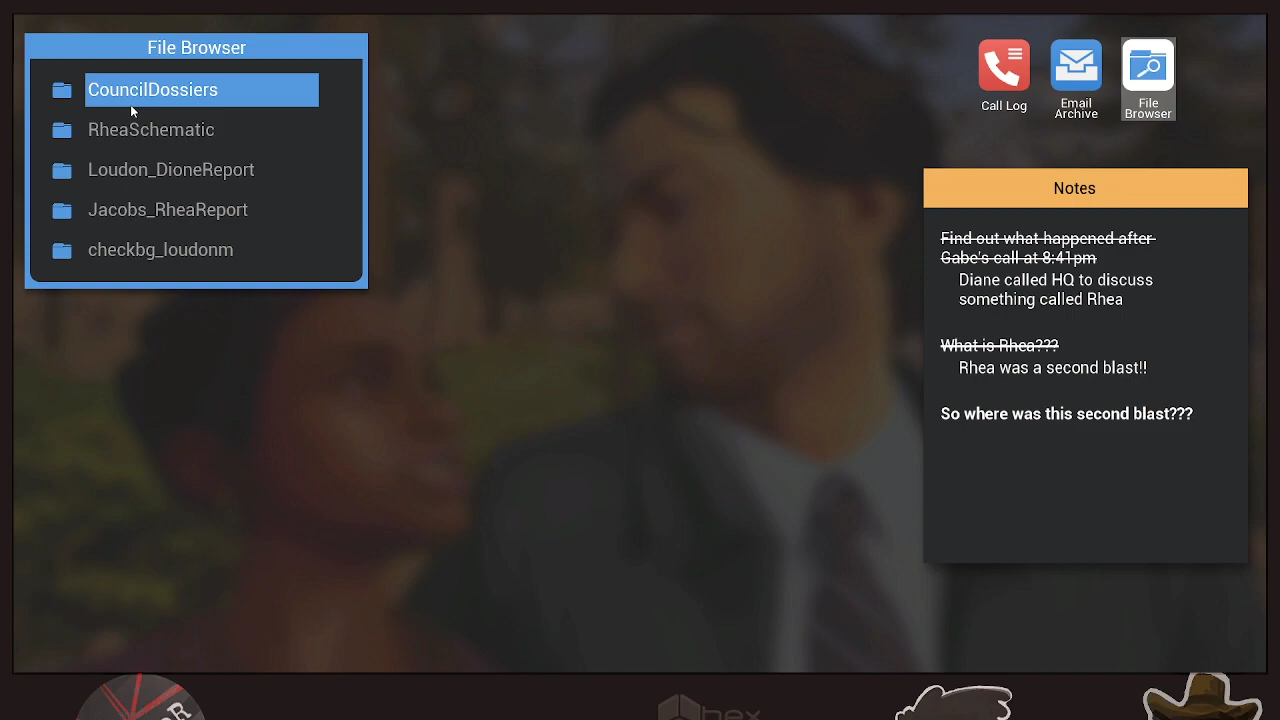 File Browser
CouncilDossiers
RheaSchematic
Loudon_DioneReport
Jacobs_RheaReport
checkbg_loudonm
Call Log
Email
Archive
File
Browser
Notes
Find out what happened after
Gabe's call at 8:41pm
Diane called HQ to discuss
something called Rhea
What is Rhea???
Rhea was a second blast!!
So where was this second blast???
hex